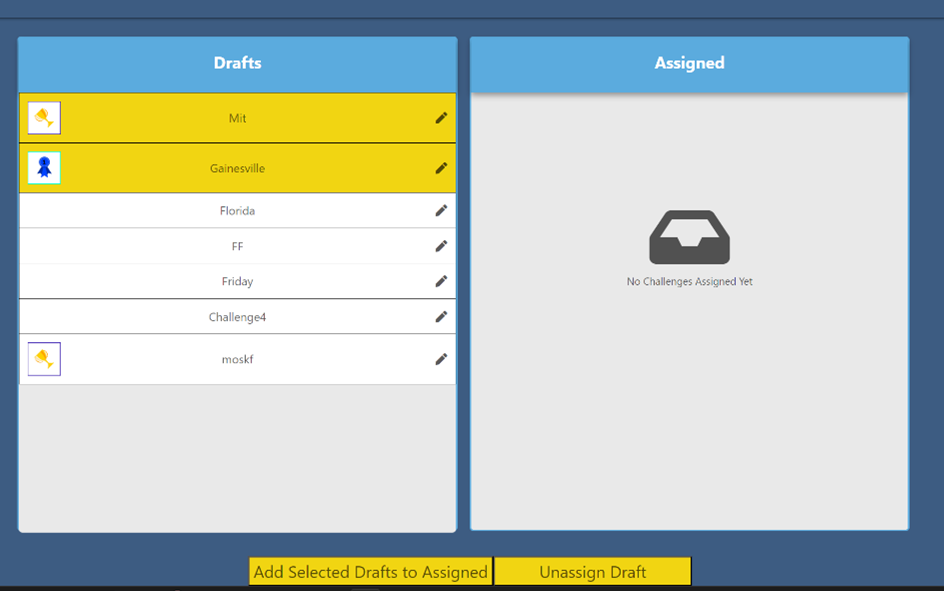 Drafts
Mit
Gainesville
Florida
FF
Friday
Challenge4
moskf
Assigned
No Challenges Assigned Yet
Add Selected Drafts to Assigned
Unassign Draft